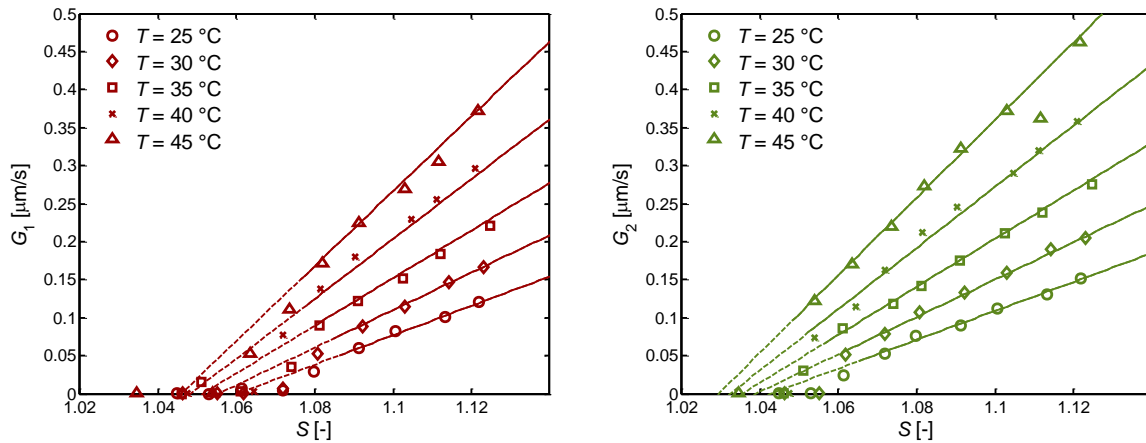 0.5
0.45
0.4
0.35
0.3
0.25
0.2
0.15
0.1
0.05
0
G1 [μm/s]
T = 25 °C
T = 30 °C
T = 35 °C
T = 40 °C
T = 45 °C
1.02 1.04 1.06 1.08 1.1 1.12
S [-]
0.5
0.45
0.4
0.35
0.3
0.25
0.2
0.15
0.1
0.05
0
G2 [μm/s]
T = 25 °C
T = 30 °C
T = 35 °C
T = 40 °C
T = 45 °C
1.02 1.04 1.06 1.08 1.1 1.12
S [-]